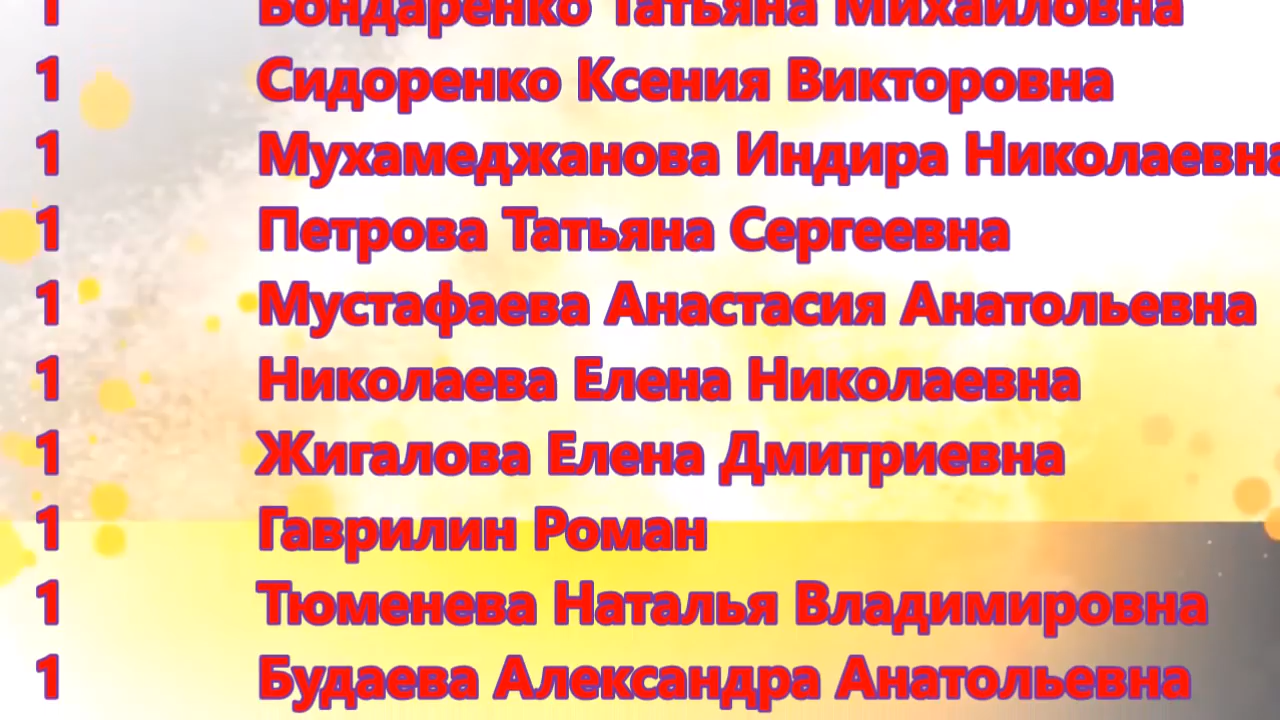 1 Бондаренко Татьяна Михайловна
1 Сидоренко Ксения Викторовна
1 Мухамеджанова Индира Николаевна
1 Петрова Татьяна Сергеевна
1 Мустафаева Анастасия Анатольевна
1 Николаева Елена Николаевна
1 Жигалова Елена Дмитриевна
1 Гаврилин Роман
1 Тюменева Наталья Владимировна
1 Будаева Александра Анатольевна